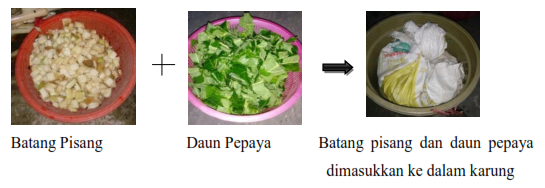 Batang Pisang
Daun Pepaya
Batang pisang dan daun pepaya
dimasukkan ke dalam karung